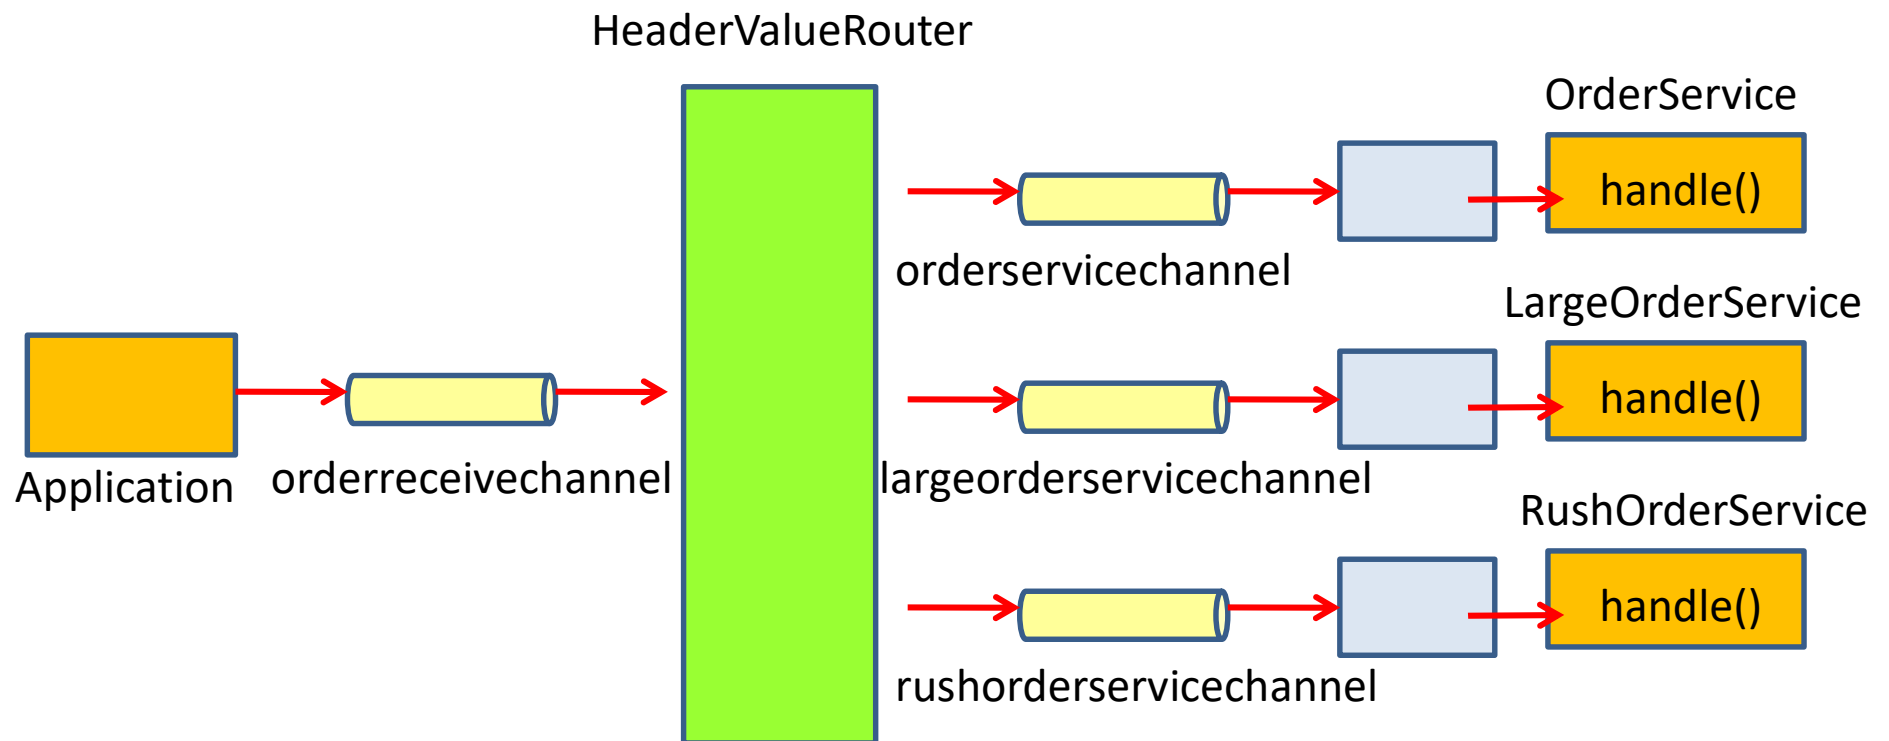 HeaderValueRouter
OrderService
handle()
orderservicechannel
LargeOrderService
handle()
Application
orderreceivechannel
largeorderservicechannel
RushOrderService
handle()
rushorderservicechannel